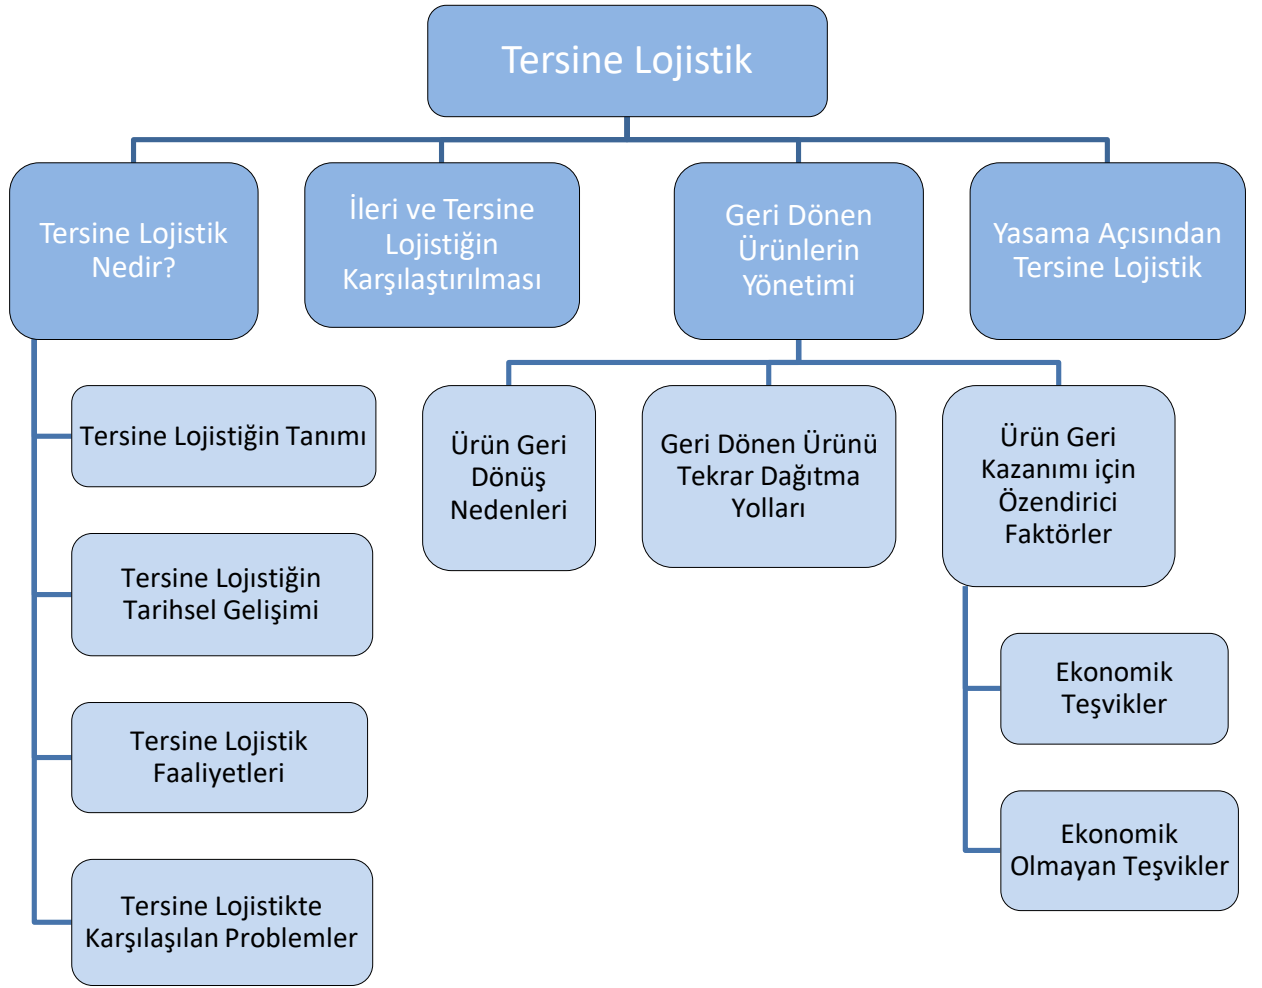 Tersine Lojistik
Tersine Lojistik
Nedir?
İleri ve Tersine
Lojistiğin
Karşılaştırılması
Geri Dönen
Ürünlerin
Yönetimi
Yasama Açısından
Tersine Lojistik
Tersine Lojistiğin Tanımı
Tersine Lojıstiğin
Tarihsel Gelişimi
Tersine Lojistik
Faaliyetleri
Tersine Lojistikte
Karşılaşılan Problemler
Ürün Geri
Dönüş
Nedenleri
Geri Dönen Ürünü
Tekrar Dağıtma
Yolları
Ürün Geri
Kazanımı için
Özendirici
Faktörler
Ekonomik
Teşvikler
Ekonomik
Olmayan Teşvikler